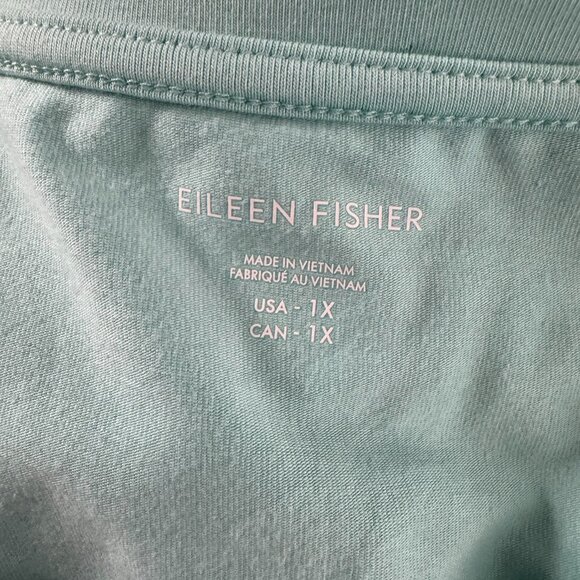 EILEEN FISHER
MADE IN VIETNAM
FABRIQUÉ AU VIETNAM
USA - 1X
CAN - 1X